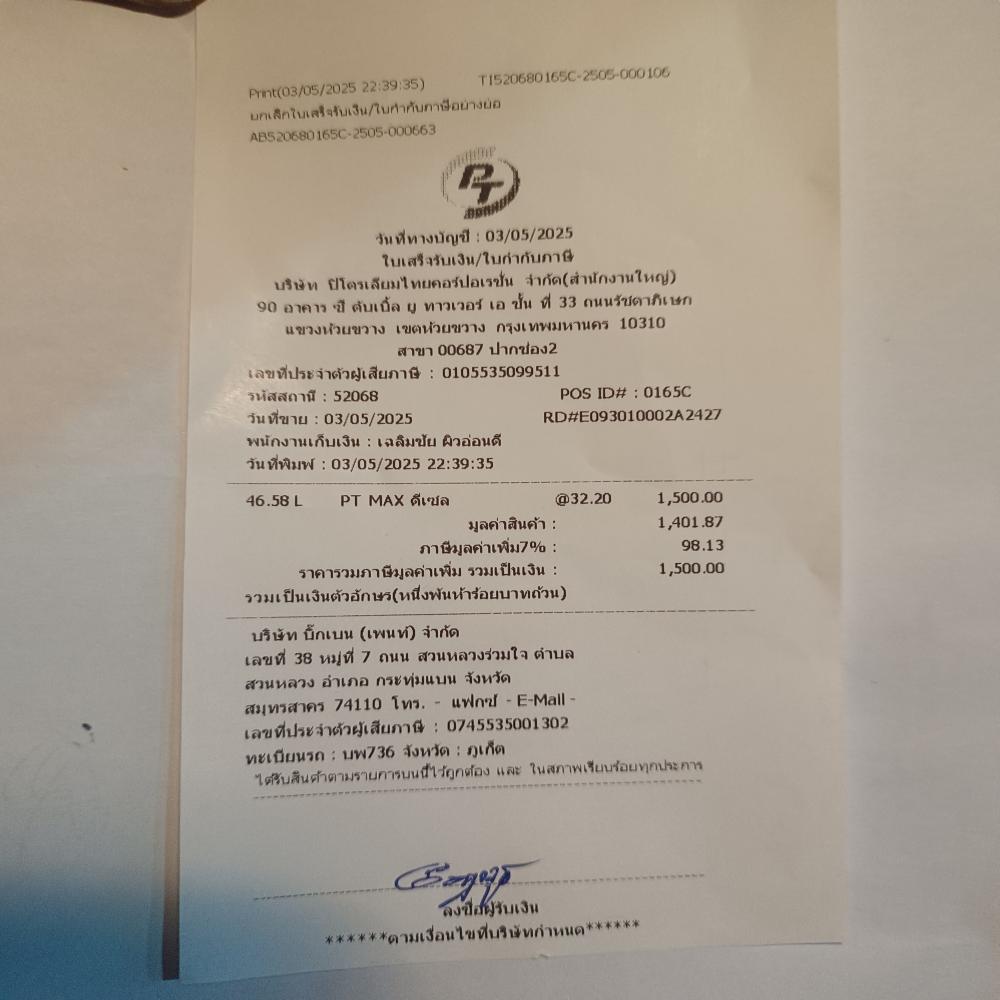 Print(03/05/2025 22:39:35) TI520680165C-2505-000106
ยกเลิกใบเสร็จรับเงิน/ใบกำกับภาษีอย่างย่อ
AB520680165C-2505-000663
PT
วันที่ทางบัญชี : 03/05/2025
ใบเสร็จรับเงิน/ใบกำกับภาษี
บริษัท ปิโตรเลียมไทยคอร์ปอเรชั่น จำกัด(สำนักงานใหญ่)
90 อาคาร ซี ดับเบิ้ล ยู ทาวเวอร์ เอ ชั้น ที่ 33 ถนนรัชดาภิเษก
แขวงห้วยขวาง เขตห้วยขวาง กรุงเทพมหานคร 10310
สาขา 00687 ปากช่อง2
เลขที่ประจำตัวผู้เสียภาษี : 0105535099511
รหัสสถานี : 52068 POS ID# : 0165C
วันที่ขาย : 03/05/2025 RD#E093010002A2427
พนักงานเก็บเงิน : เฉลิมชัย ผิวอ่อนดี
วันที่พิมพ์ : 03/05/2025 22:39:35
46.58 L PT MAX ดีเซล @32.20 1,500.00
มูลค่าสินค้า : 1,401.87
ภาษีมูลค่าเพิ่ม7% : 98.13
ราคารวมภาษีมูลค่าเพิ่ม รวมเป็นเงิน : 1,500.00
รวมเป็นเงินตัวอักษร(หนึ่งพันห้าร้อยบาทถ้วน)
บริษัท บิ๊กเบน (เพนท์) จำกัด
เลขที่ 38 หมู่ที่ 7 ถนน สวนหลวงร่วมใจ ตำบล
สวนหลวง อำเภอ กระทุ่มแบน จังหวัด
สมุทรสาคร 74110 โทร. - แฟกซ์ - E-Mail -
เลขที่ประจำตัวผู้เสียภาษี : 0745535001302
ทะเบียนรถ : บพ736 จังหวัด : ภูเก็ต
ได้รับสินค้าตามรายการบนนี้ไว้ถูกต้อง และ ในสภาพเรียบร้อยทุกประการ
ลงชื่อผู้รับเงิน
******ตามเงื่อนไขที่บริษัทกำหนด******